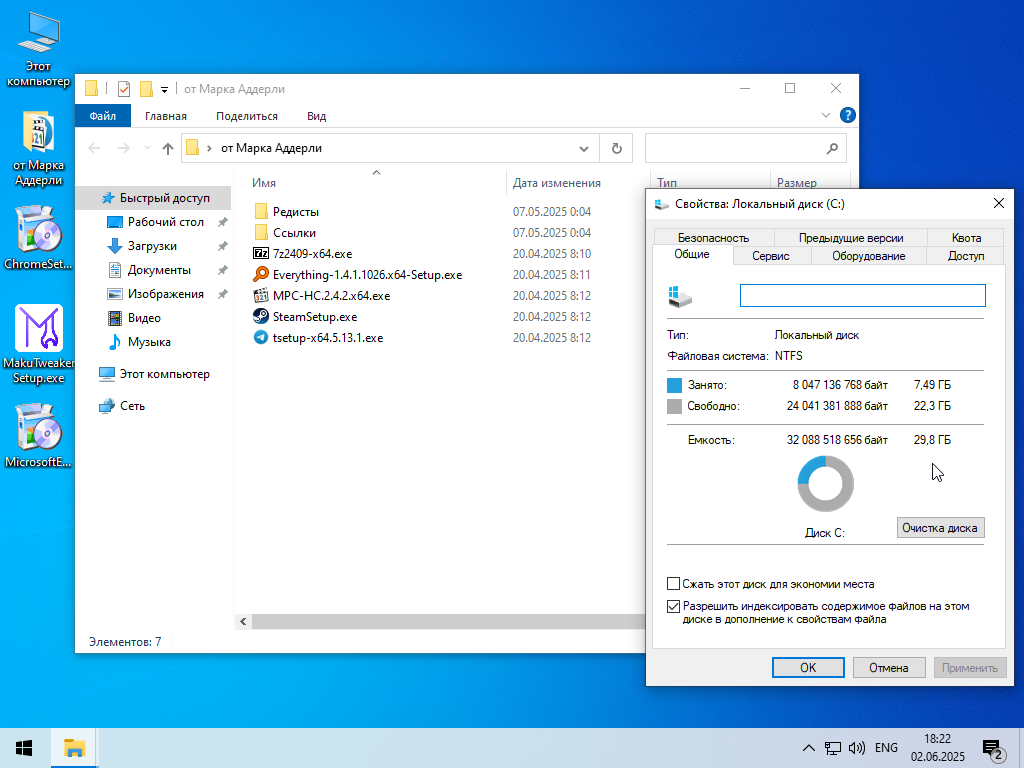 Этот
компьютер
от Марка
Аддерли
ChromeSet...
MakuTweaker
Setup.exe
MicrosoftE...
от Марка Аддерли
Файл
Главная
Поделиться
Вид
от Марка Аддерли
Быстрый доступ
Рабочий стол
Загрузки
Документы
Изображения
Видео
Музыка
Этот компьютер
Сеть
Имя
Дата изменения
Тип
Размер
Редисты
07.05.2025 0:04
Ссылки
07.05.2025 0:04
7z2409-x64.exe
20.04.2025 8:10
Everything-1.4.1.1026.x64-Setup.exe
20.04.2025 8:11
MPC-HC.2.4.2.x64.exe
20.04.2025 8:12
SteamSetup.exe
20.04.2025 8:12
tsetup-x64.5.13.1.exe
20.04.2025 8:12
Элементов: 7
Свойства: Локальный диск (C:)
Безопасность
Предыдущие версии
Квота
Общие
Сервис
Оборудование
Доступ
Тип:
Локальный диск
Файловая система:
NTFS
Занято:
8 047 136 768 байт
7,49 ГБ
Свободно:
24 041 381 888 байт
22,3 ГБ
Емкость:
32 088 518 656 байт
29,8 ГБ
Диск C:
Очистка диска
Сжать этот диск для экономии места
Разрешить индексировать содержимое файлов на этом
диске в дополнение к свойствам файла
OK
Отмена
Применить
ENG
18:22
02.06.2025
2